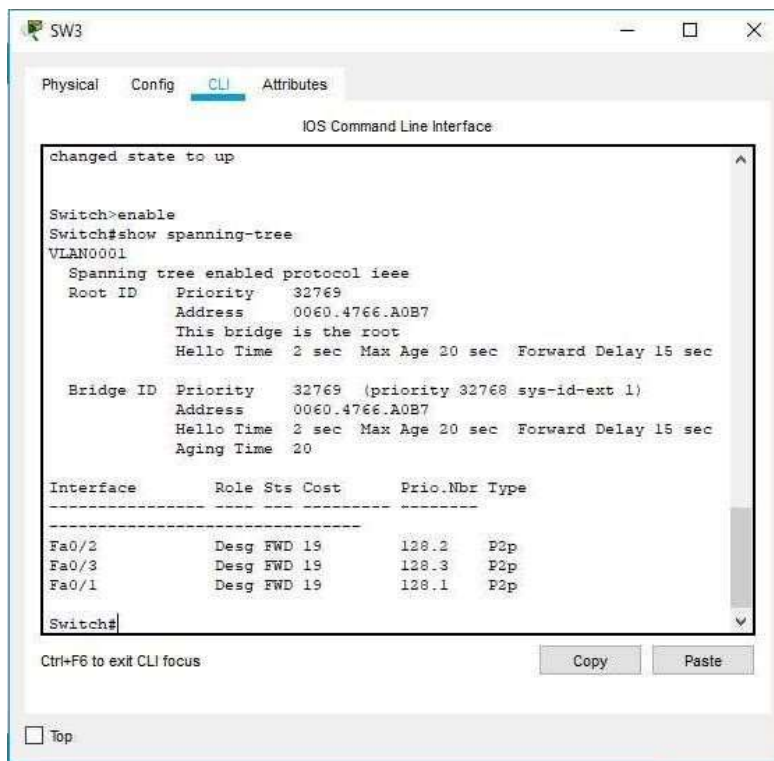 SW3
Physical Config CLI Attributes
IOS Command Line Interface
changed state to up
Switch>enable
Switch#show spanning-tree
VLAN0001
Spanning tree enabled protocol ieee
Root ID Priority 32769
Address 0060.4766.A0B7
This bridge is the root
Hello Time 2 sec Max Age 20 sec Forward Delay 15 sec
Bridge ID Priority 32769 (priority 32768 sys-id-ext 1)
Address 0060.4766.A0B7
Hello Time 2 sec Max Age 20 sec Forward Delay 15 sec
Aging Time 20
Interface Role Sts Cost Prio.Nbr Type
---------------- ---- --- --------- --------
--------------------------------
Fa0/2 Desg FWD 19 128.2 P2p
Fa0/3 Desg FWD 19 128.3 P2p
Fa0/1 Desg FWD 19 128.1 P2p
Switch#
Ctrl+F6 to exit CLI focus Copy Paste
Top